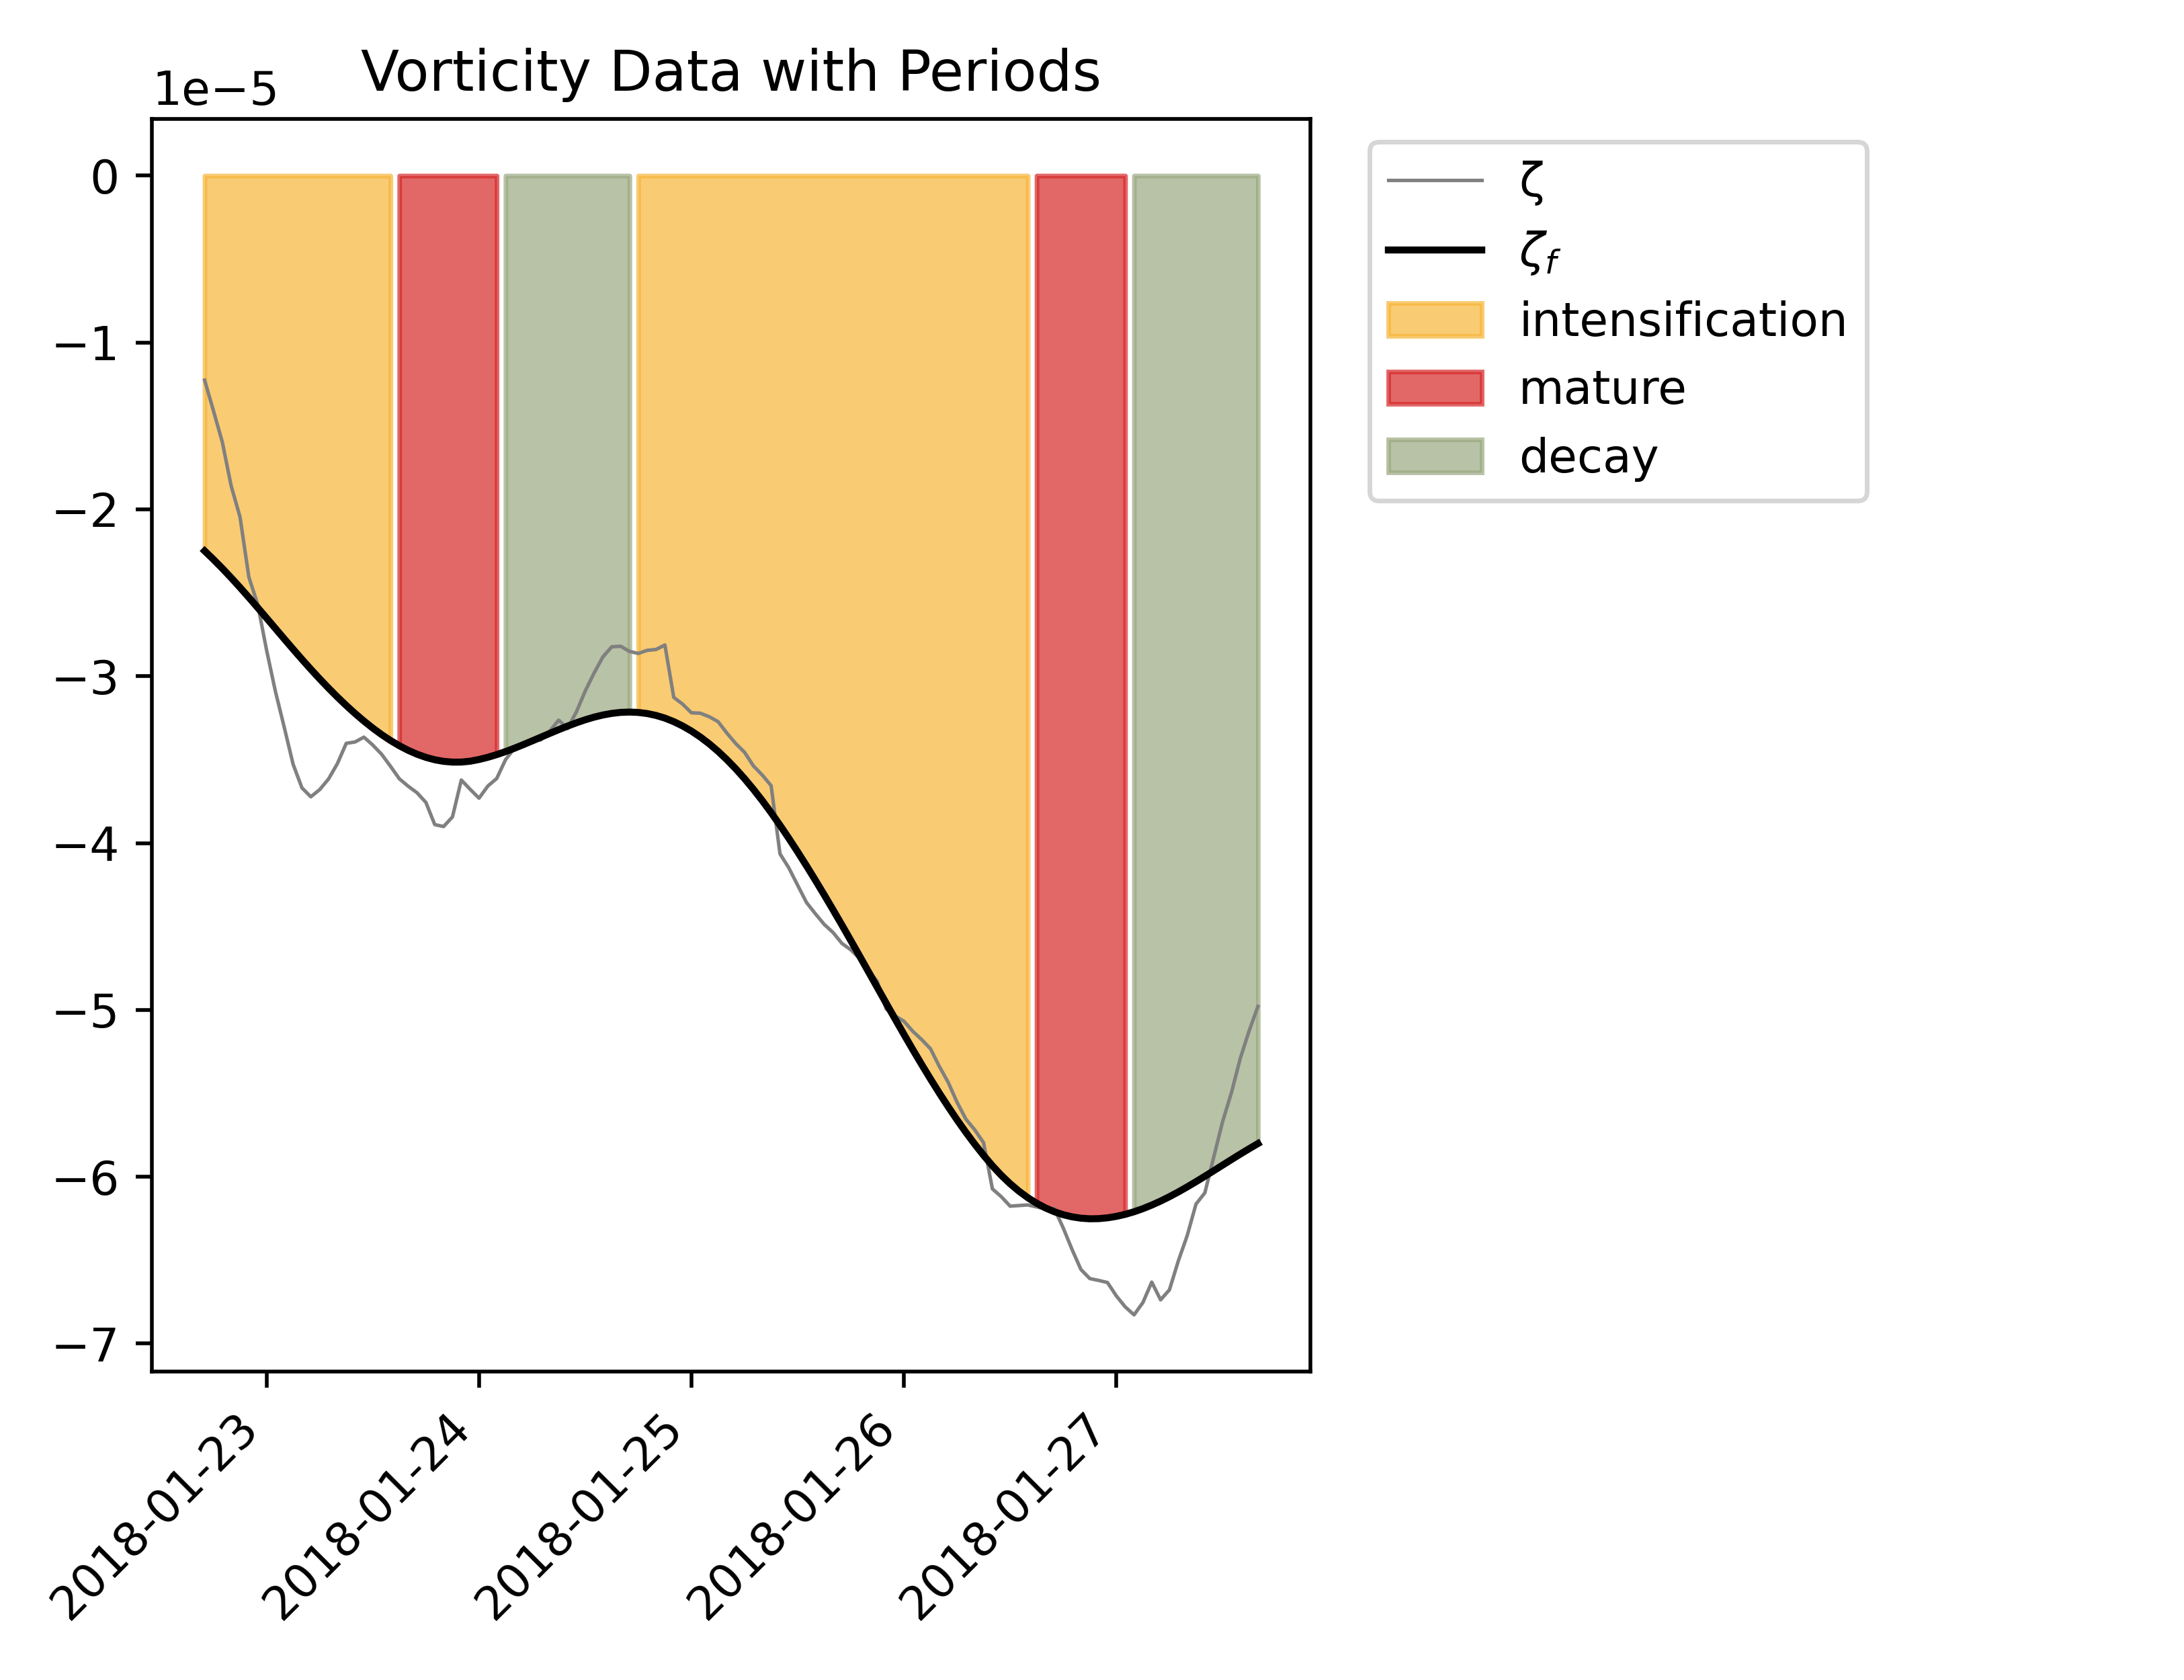 Vorticity Data with Periods
1e−5
0
−1
−2
−3
−4
−5
−6
−7
2018-01-23
2018-01-24
2018-01-25
2018-01-26
2018-01-27
ζ
ζf
intensification
mature
decay